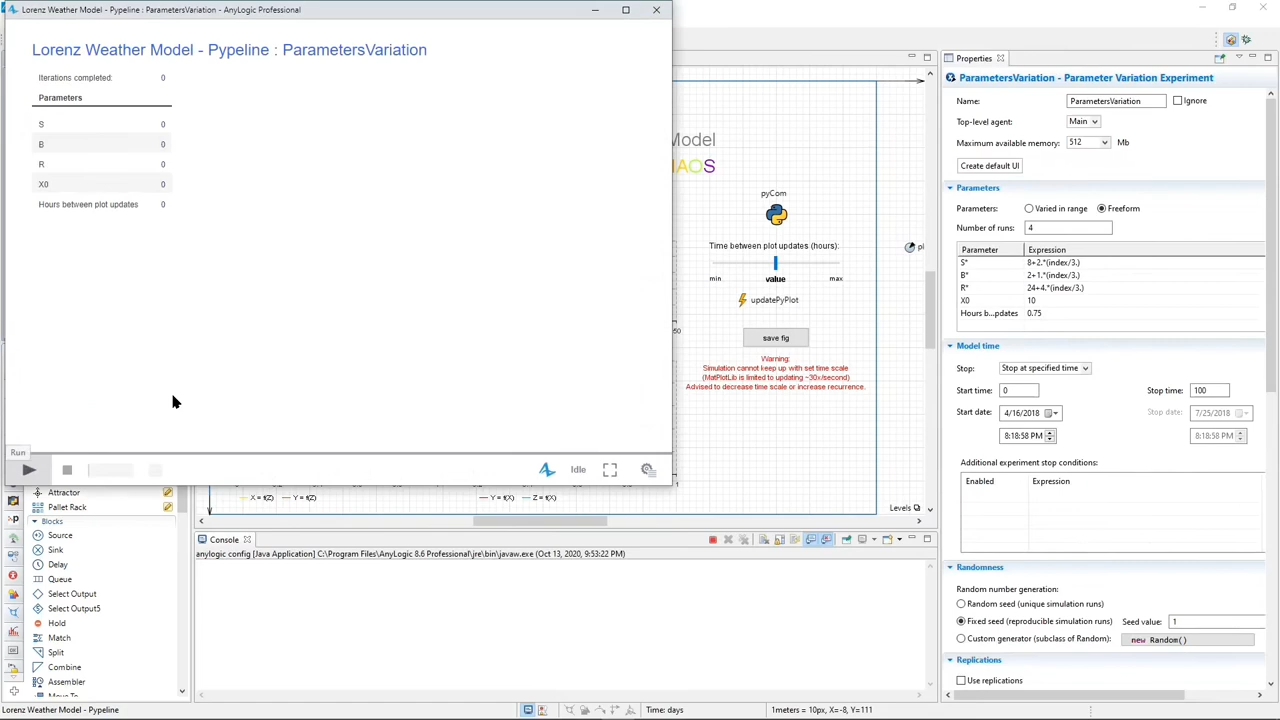 Lorenz Weather Model - Pypeline : ParametersVariation - AnyLogic Professional
Lorenz Weather Model - Pypeline : ParametersVariation
Iterations completed: 0
Parameters
S 0
B 0
R 0
X0 0
Hours between plot updates 0
Run
Idle
Model
AOS
pyCom
Time between plot updates (hours):
min value max
updatePyPlot
save fig
Warning:
Simulation cannot keep up with set time scale
(MatPlotLib is limited to updating ~30x/second)
Advised to decrease time scale or increase recurrence.
pl
50
1
X = f(Z) Y = f(Z) Y = f(X) Z = f(X)
Levels
Attractor
Pallet Rack
Blocks
Source
Sink
Delay
Queue
Select Output
Select Output5
Hold
Match
Split
Combine
Assembler
Move To
Console
anylogic config [Java Application] C:\Program Files\AnyLogic 8.6 Professional\jre\bin\javaw.exe (Oct 13, 2020, 9:53:22 PM)
Properties
ParametersVariation - Parameter Variation Experiment
Name: ParametersVariation Ignore
Top-level agent: Main
Maximum available memory: 512 Mb
Create default UI
Parameters
Parameters: Varied in range Freeform
Number of runs: 4
Parameter Expression
S* 8+2.*(index/3.)
B* 2+1.*(index/3.)
R* 24+4.*(index/3.)
X0 10
Hours b...pdates 0.75
Model time
Stop: Stop at specified time
Start time: 0 Stop time: 100
Start date: 4/16/2018 Stop date: 7/25/2018
8:18:58 PM 8:18:58 PM
Additional experiment stop conditions:
Enabled Expression
Randomness
Random number generation:
Random seed (unique simulation runs)
Fixed seed (reproducible simulation runs) Seed value: 1
Custom generator (subclass of Random): new Random()
Replications
Use replications
Lorenz Weather Model - Pypeline
Time: days
1meters = 10px, X=-8, Y=111